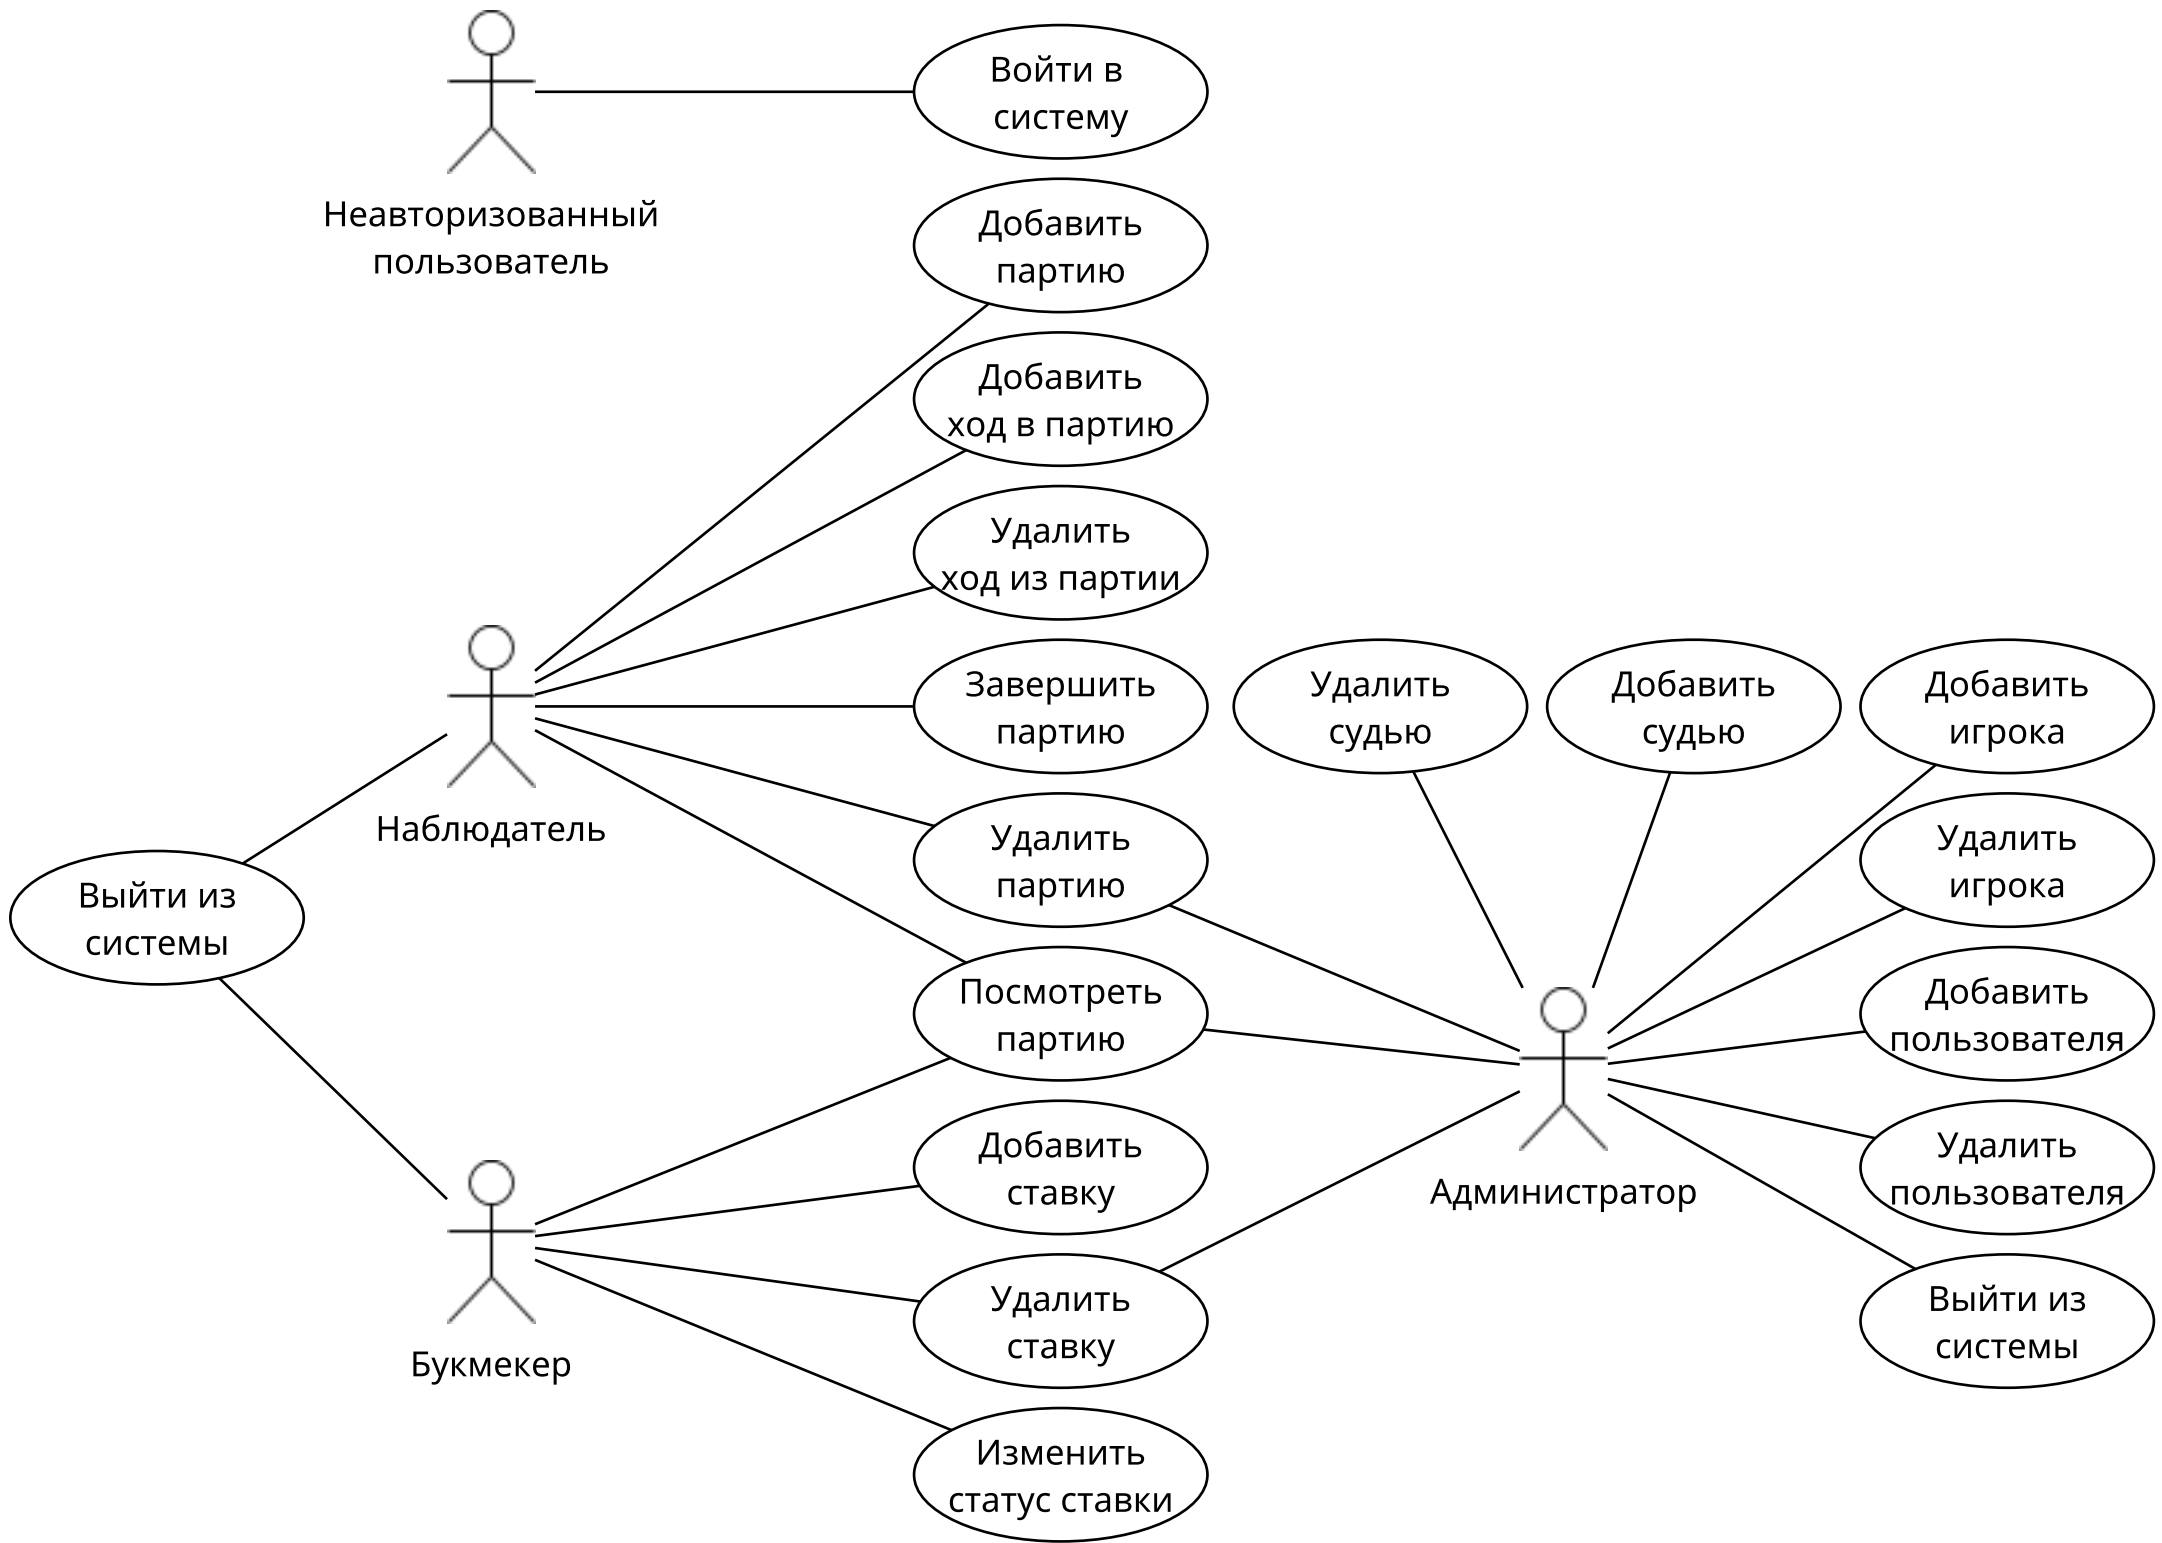 Войти в
систему
Неавторизованный
пользователь
Добавить
партию
Добавить
ход в партию
Удалить
ход из партии
Завершить
партию
Удалить
судью
Добавить
судью
Добавить
игрока
Наблюдатель
Удалить
партию
Удалить
игрока
Выйти из
системы
Посмотреть
партию
Добавить
пользователя
Добавить
ставку
Администратор
Удалить
пользователя
Букмекер
Удалить
ставку
Выйти из
системы
Изменить
статус ставки